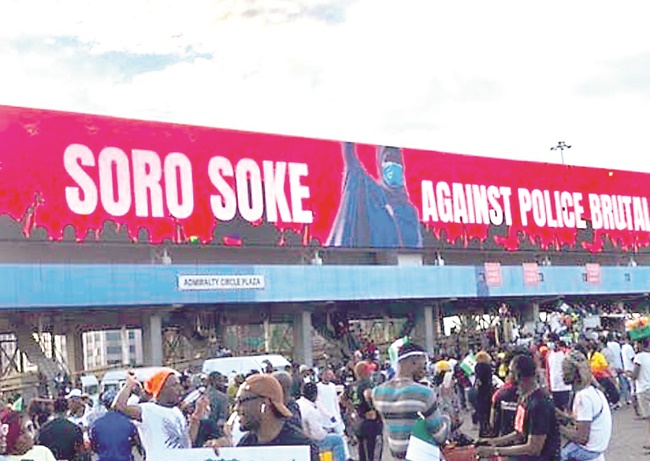 SORO SOKE
AGAINST POLICE BRUTAL
ADMIRALTY CIRCLE PLAZA